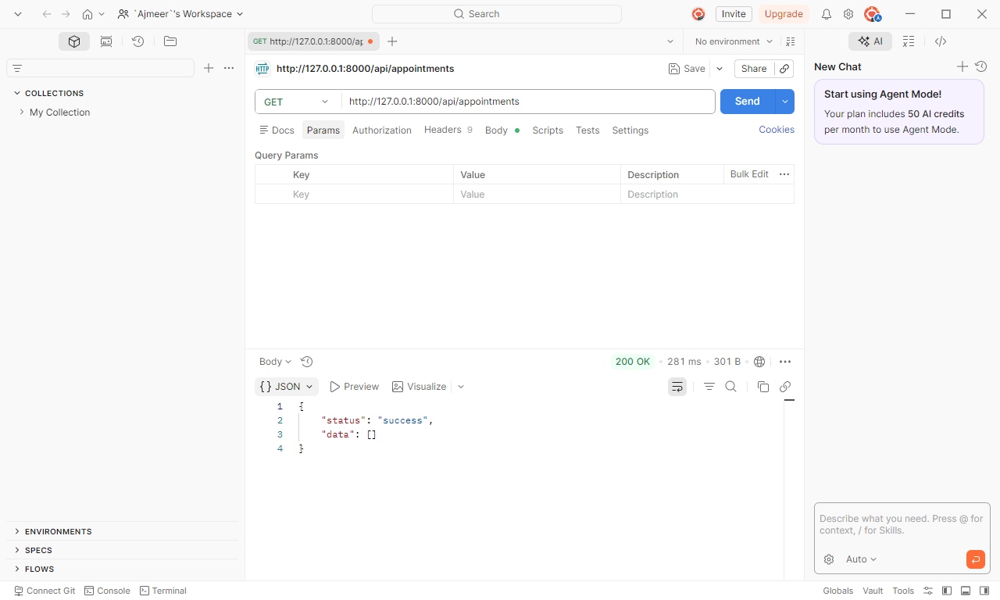 `Ajmeer`'s Workspace
Search
Invite
Upgrade
GET http://127.0.0.1:8000/ap
No environment
AI
HTTP http://127.0.0.1:8000/api/appointments
Save
Share
New Chat
COLLECTIONS
My Collection
GET
http://127.0.0.1:8000/api/appointments
Send
Start using Agent Mode!
Your plan includes 50 AI credits
per month to use Agent Mode.
Docs Params Authorization Headers 9 Body Scripts Tests Settings Cookies
Query Params
Key Value Description Bulk Edit
Key Value Description
Body 200 OK 281 ms 301 B
{} JSON Preview Visualize
1 {
2 "status": "success",
3 "data": []
4 }
Describe what you need. Press @ for
context, / for Skills.
Auto
ENVIRONMENTS
SPECS
FLOWS
Connect Git Console Terminal Globals Vault Tools